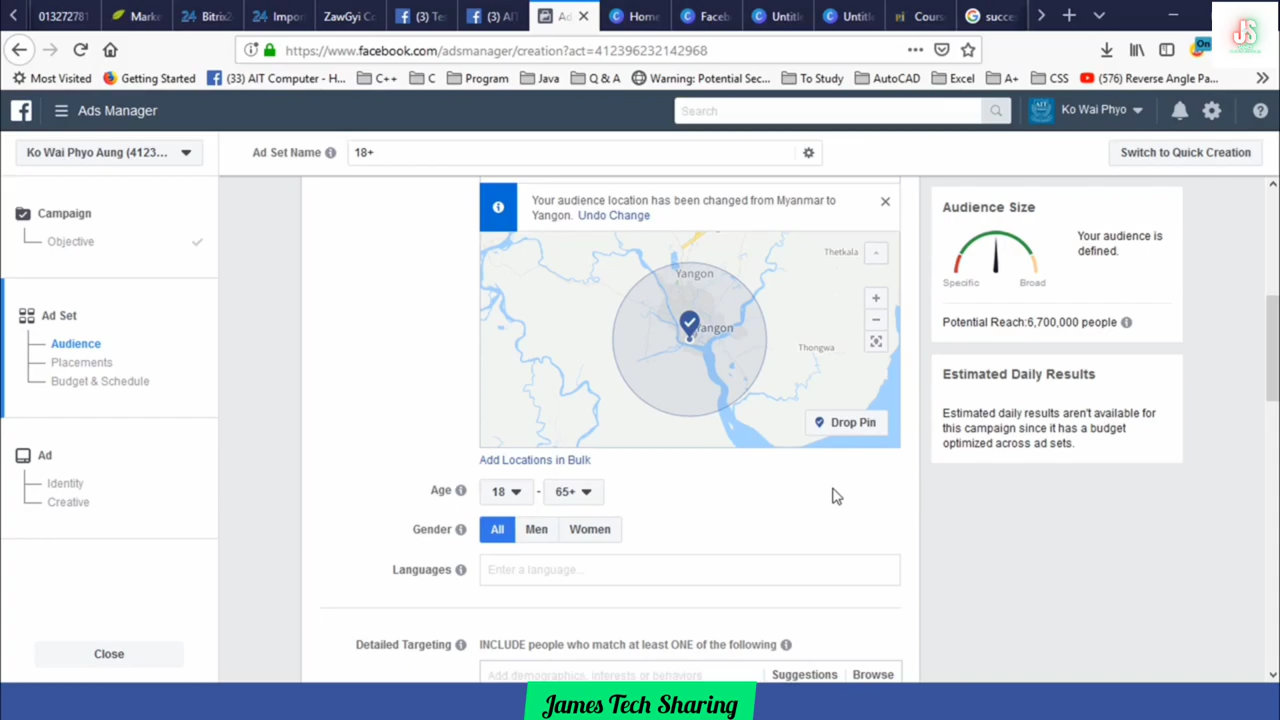 013272781
Marke
Bitrix2
Impor
ZawGyi Co
(3) Te
(3) AIT
Ad
Home
Faceb
Untitle
Untitle
Cours
succe
https://www.facebook.com/adsmanager/creation?act=412396232142968
On
JS
Most Visited
Getting Started
(33) AIT Computer - H...
C++
C
Program
Java
Q & A
Warning: Potential Sec...
To Study
AutoCAD
Excel
A+
CSS
(576) Reverse Angle Pa...
Ads Manager
Search
Ko Wai Phyo
Ko Wai Phyo Aung (4123...
Ad Set Name
18+
Switch to Quick Creation
Campaign
Objective
Ad Set
Audience
Placements
Budget & Schedule
Ad
Identity
Creative
Close
Your audience location has been changed from Myanmar to
Yangon. Undo Change
Thetkala
Yangon
Yangon
Thongwa
Drop Pin
Add Locations in Bulk
Age
18 - 65+
Gender
All Men Women
Languages
Enter a language...
Detailed Targeting
INCLUDE people who match at least ONE of the following
Add demographics, interests or behaviors
Suggestions
Browse
Audience Size
Your audience is
defined.
Specific
Broad
Potential Reach:6,700,000 people
Estimated Daily Results
Estimated daily results aren't available for
this campaign since it has a budget
optimized across ad sets.
James Tech Sharing